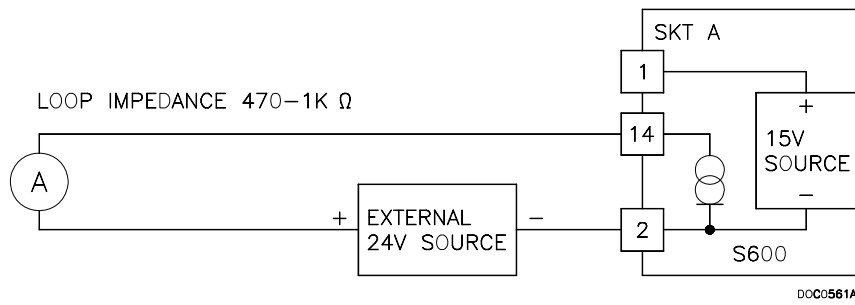 SKT A
1
LOOP IMPEDANCE 470-1K Ω
+
14
15V
SOURCE
A
-
+
EXTERNAL
24V SOURCE
-
2
S600
DOC0561A